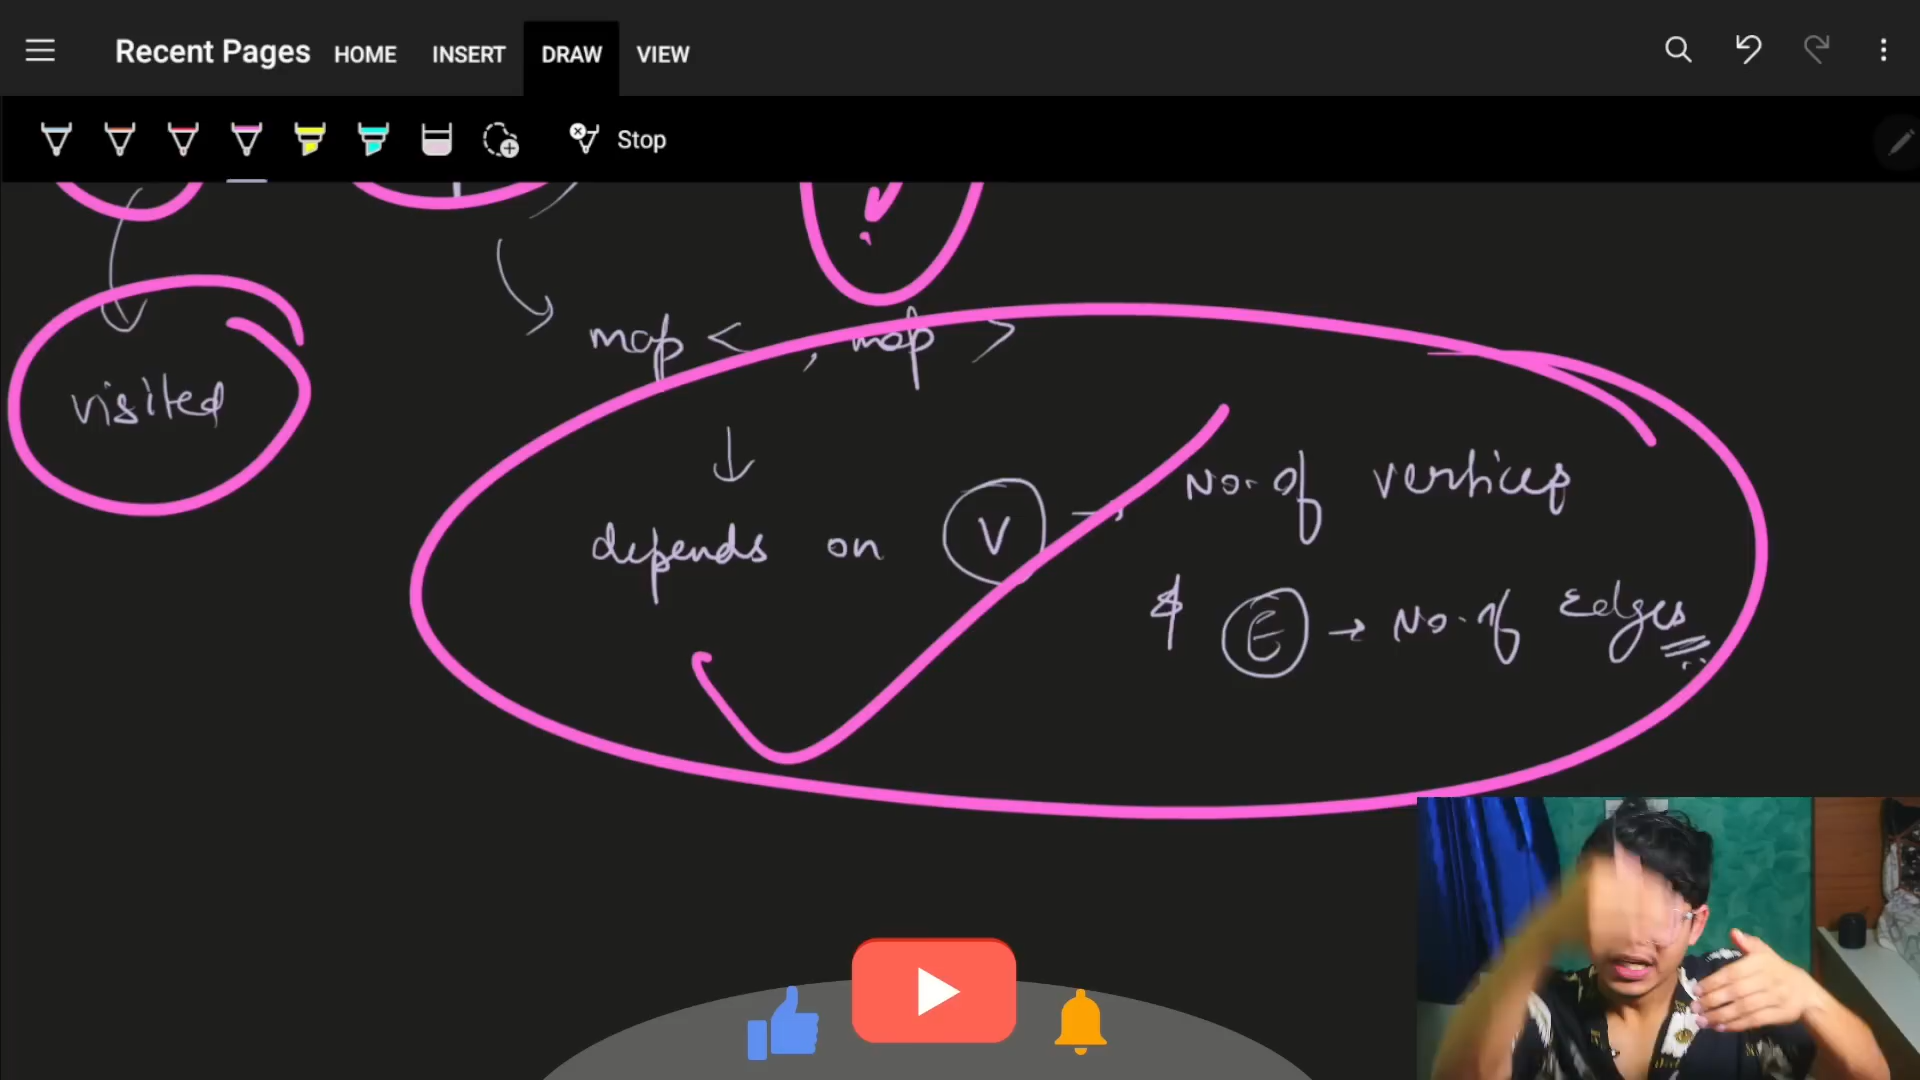 Recent Pages HOME INSERT DRAW VIEW
Stop
map < , map >
visited
depends on V → No. of vertices
& E → No. of Edges